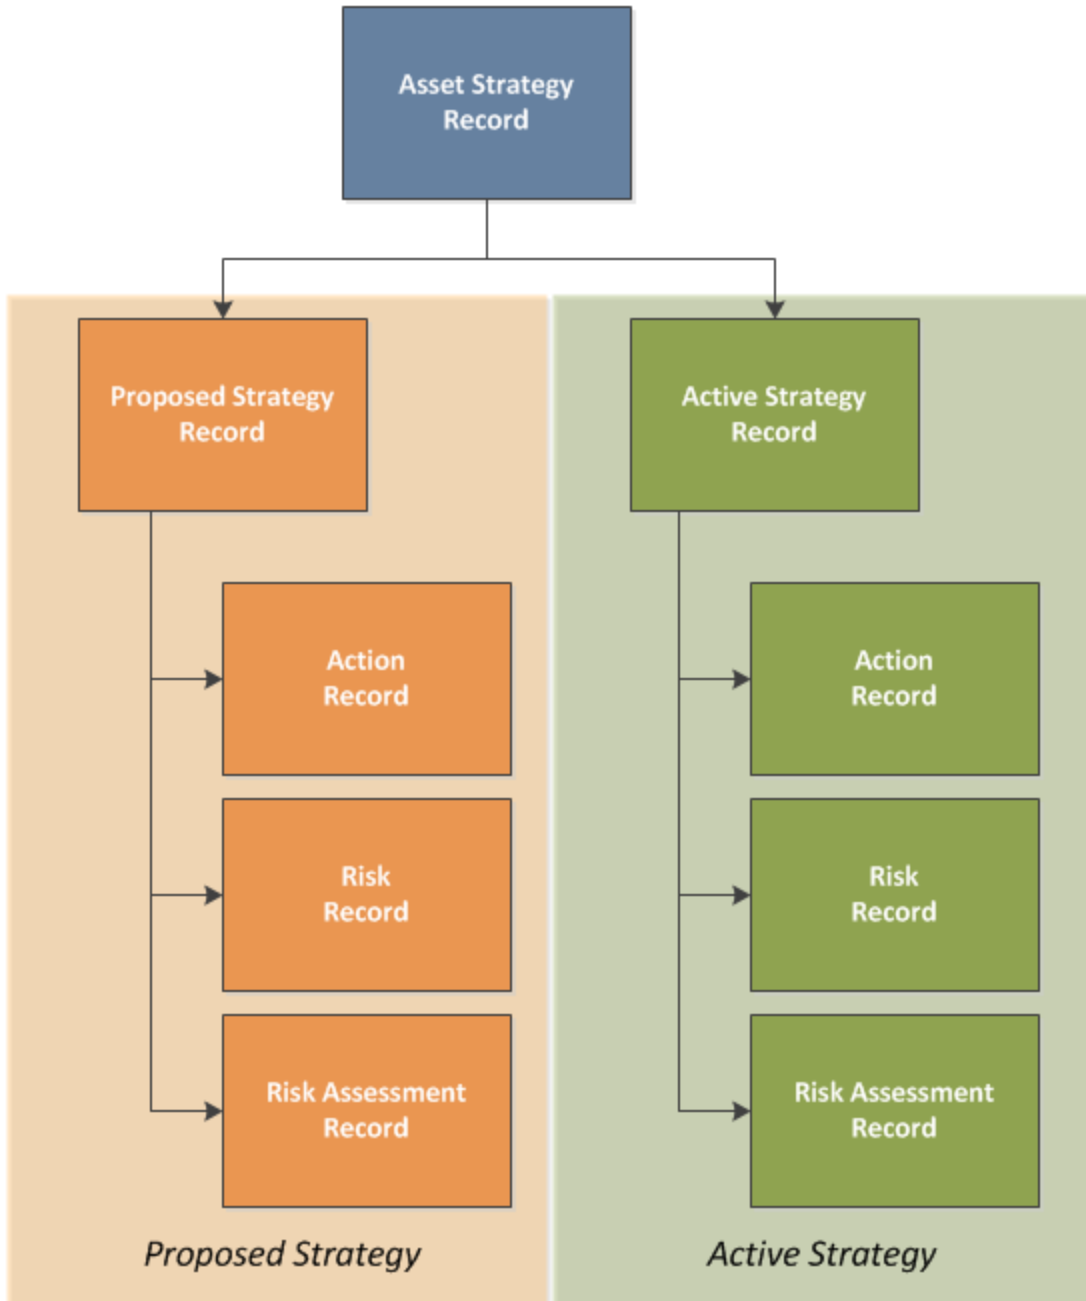 Asset Strategy
Record
Proposed Strategy
Record
Active Strategy
Record
Action
Record
Action
Record
Risk
Record
Risk
Record
Risk Assessment
Record
Risk Assessment
Record
Proposed Strategy
Active Strategy